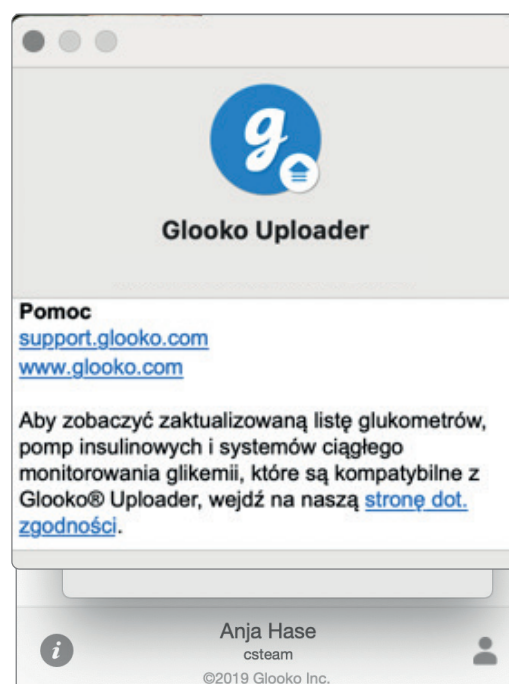 g
Glooko Uploader
Pomoc
support.glooko.com
www.glooko.com
Aby zobaczyć zaktualizowaną listę glukometrów,
pomp insulinowych i systemów ciągłego
monitorowania glikemii, które są kompatybilne z
Glooko® Uploader, wejdź na naszą stronę dot.
zgodności.
i
Anja Hase
csteam
©2019 Glooko Inc.